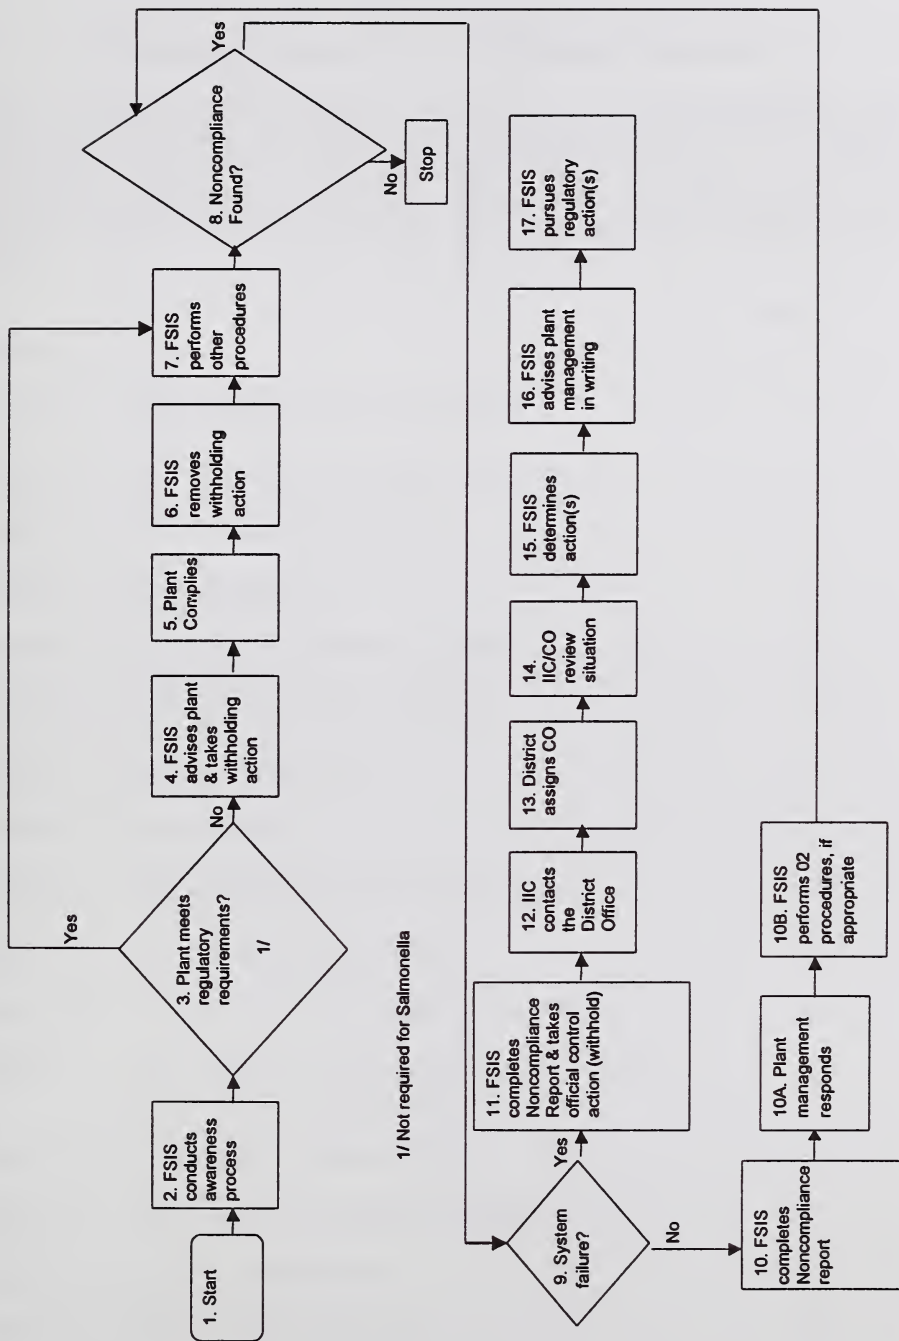 1. Start
2. FSIS
conducts
awareness
process
3. Plant meets
regulatory
requirements?
1/
Yes
No
4. FSIS
advises plant
& takes
withholding
action
5. Plant
Complies
6. FSIS
removes
withholding
action
7. FSIS
performs
other
procedures
8. Noncompliance
Found?
Yes
No
Stop
1/ Not required for Salmonella
9. System
failure?
Yes
No
11. FSIS
completes
Noncompliance
Report & takes
official control
action (withhold)
12. IIC
contacts
the
District
Office
13. District
assigns CO
14.
IIC/CO
review
situation
15. FSIS
determines
action(s)
16. FSIS
advises plant
management
in writing
17. FSIS
pursues
regulatory
action(s)
10. FSIS
completes
Noncompliance
report
10A. Plant
management
responds
10B. FSIS
performs 02
procedures, if
appropriate